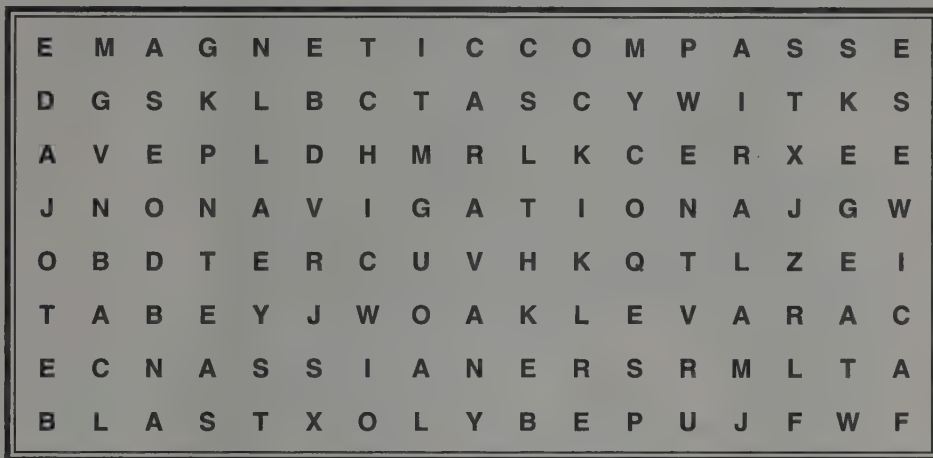 E M A G N E T I C C O M P A S S E
D G S K L B C T A S C Y W I T K S
A V E P L D H M R L K C E R X E E
J N O N A V I G A T I O N A J G W
O B D T E R C U V H K Q T L Z E I
T A B E Y J W O A K L E V A R A C
E C N A S S I A N E R S R M L T A
B L A S T X O L Y B E P U J F W F